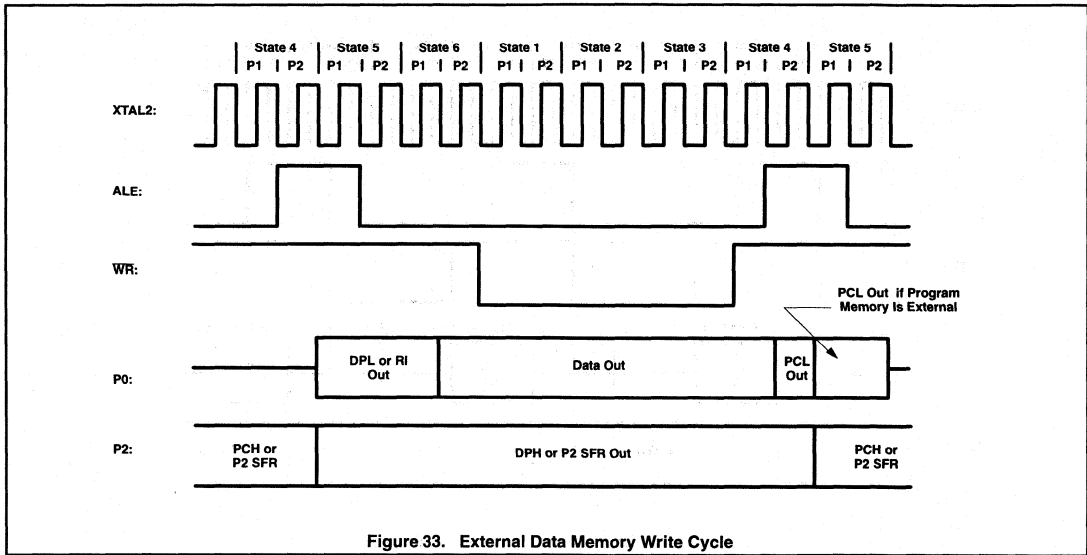 State 4 | State 5 | State 6 | State 1 | State 2 | State 3 | State 4 | State 5
P1 | P2 | P1 | P2 | P1 | P2 | P1 | P2 | P1 | P2 | P1 | P2 | P1 | P2 | P1 | P2
XTAL2:
ALE:
WR:
PCL Out if Program
Memory Is External
P0:
DPL or RI
Out
Data Out
PCL
Out
P2:
PCH or
P2 SFR
DPH or P2 SFR Out
PCH or
P2 SFR
Figure 33. External Data Memory Write Cycle